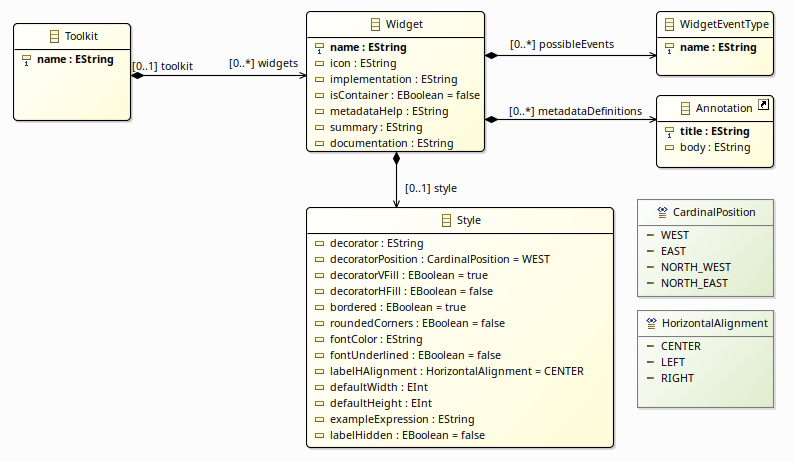 Toolkit
name : EString
[0..1] toolkit
[0..*] widgets
Widget
name : EString
icon : EString
implementation : EString
isContainer : EBoolean = false
metadataHelp : EString
summary : EString
documentation : EString
[0..*] possibleEvents
WidgetEventType
name : EString
[0..*] metadataDefinitions
Annotation
title : EString
body : EString
[0..1] style
Style
decorator : EString
decoratorPosition : CardinalPosition = WEST
decoratorVFill : EBoolean = true
decoratorHFill : EBoolean = false
bordered : EBoolean = true
roundedCorners : EBoolean = false
fontColor : EString
fontUnderlined : EBoolean = false
labelHAlignment : HorizontalAlignment = CENTER
defaultWidth : EInt
defaultHeight : EInt
exampleExpression : EString
labelHidden : EBoolean = false
CardinalPosition
WEST
EAST
NORTH_WEST
NORTH_EAST
HorizontalAlignment
CENTER
LEFT
RIGHT